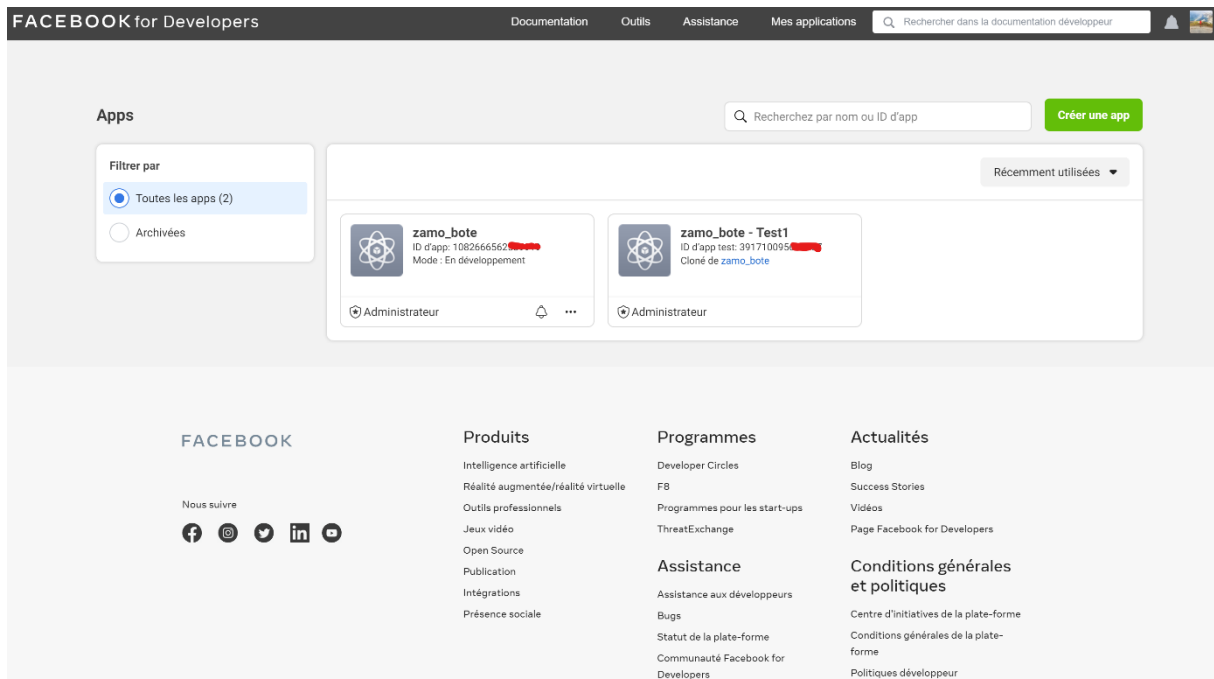 FACEBOOK for Developers
Documentation
Outils
Assistance
Mes applications
Rechercher dans la documentation développeur
Apps
Recherchez par nom ou ID d'app
Créer une app
Filtrer par
Toutes les apps (2)
Archivées
Récemment utilisées
zamo_bote
ID d'app: 108266656
Mode : En développement
Administrateur
zamo_bote - Test1
ID d'app test: 391710095
Cloné de zamo_bote
Administrateur
FACEBOOK
Nous suivre
Produits
Intelligence artificielle
Réalité augmentée/réalité virtuelle
Outils professionnels
Jeux vidéo
Open Source
Publication
Intégrations
Présence sociale
Programmes
Developer Circles
F8
Programmes pour les start-ups
ThreatExchange
Assistance
Assistance aux développeurs
Bugs
Statut de la plate-forme
Communauté Facebook for
Developers
Actualités
Blog
Success Stories
Vidéos
Page Facebook for Developers
Conditions générales
et politiques
Centre d'initiatives de la plate-forme
Conditions générales de la plate-
forme
Politiques développeur